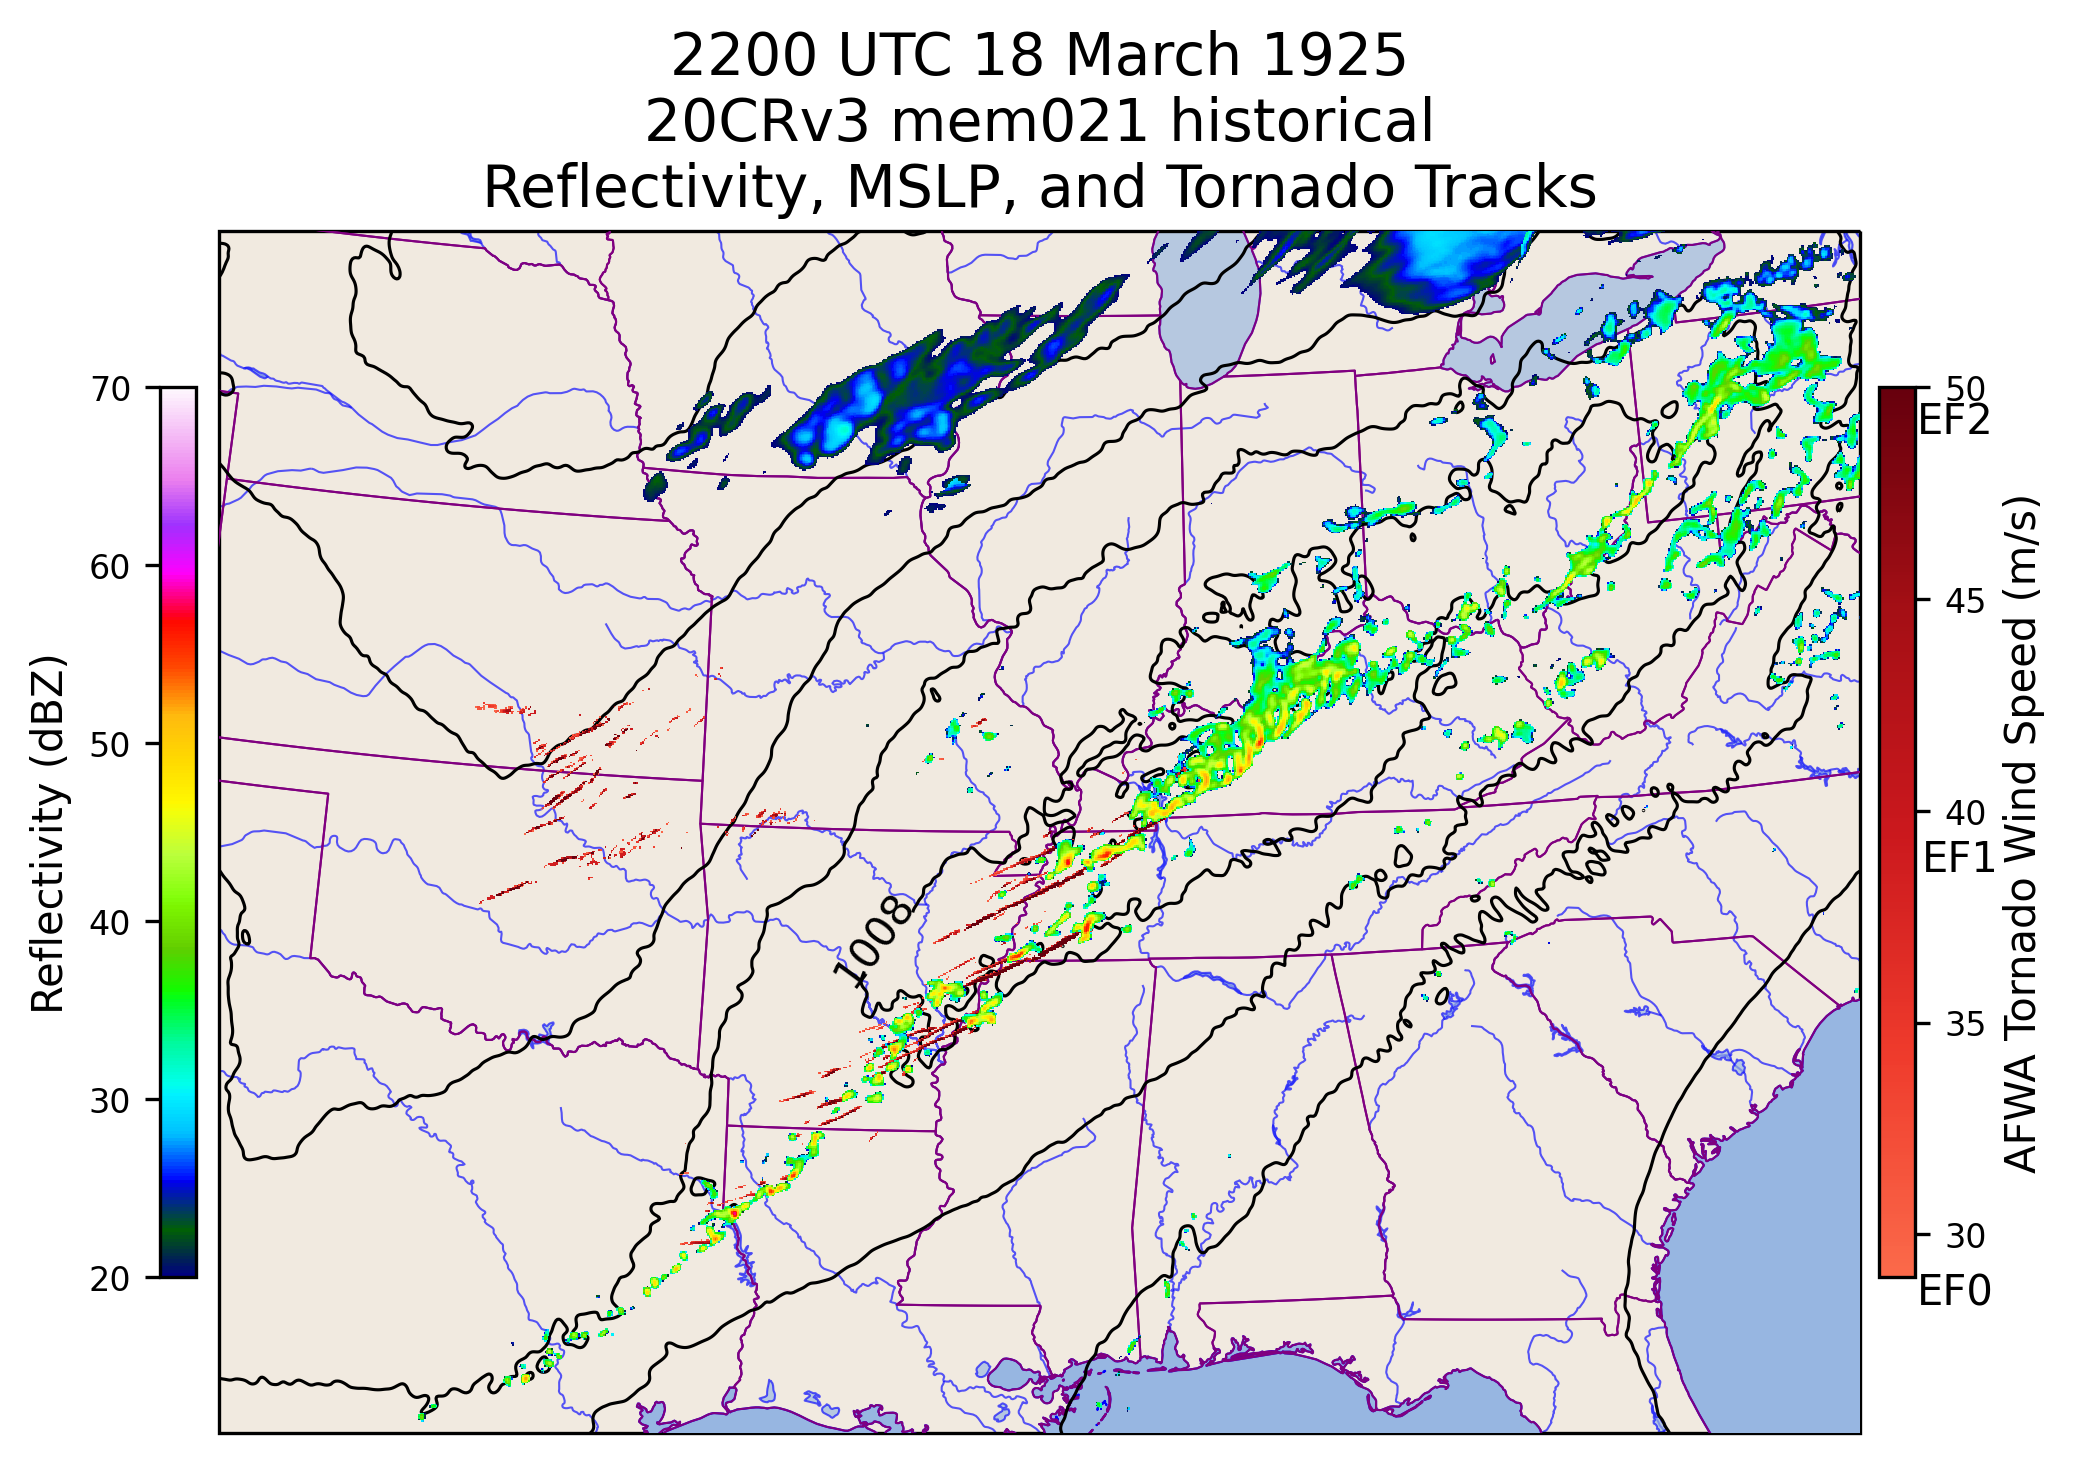 2200 UTC 18 March 1925
20CRv3 mem021 historical
Reflectivity, MSLP, and Tornado Tracks
70
60
50
40
30
20
Reflectivity (dBZ)
1008
50
EF2
45
40
EF1
35
30
EF0
AFWA Tornado Wind Speed (m/s)